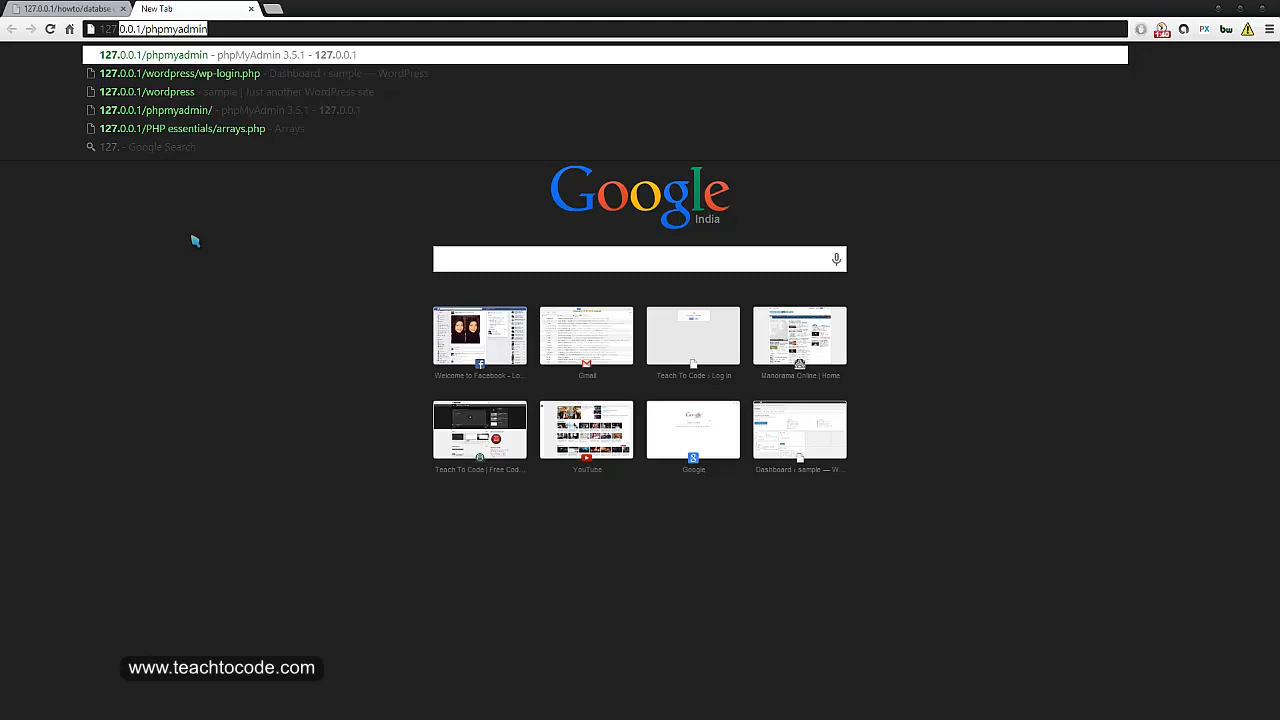 127.0.0.1/howto/databse
New Tab
127.0.0.1/phpmyadmin
1:40
PX
bw
127.0.0.1/phpmyadmin - phpMyAdmin 3.5.1 - 127.0.0.1
127.0.0.1/wordpress/wp-login.php - Dashboard ‹ sample — WordPress
127.0.0.1/wordpress - sample | Just another WordPress site
127.0.0.1/phpmyadmin/ - phpMyAdmin 3.5.1 - 127.0.0.1
127.0.0.1/PHP essentials/arrays.php - Arrays
127. - Google Search
Google
India
Welcome to Facebook - Lo...
Gmail
Teach To Code › Log In
Manorama Online | Home
Teach To Code | Free Cod...
YouTube
Google
Dashboard ‹ sample — W...
www.teachtocode.com